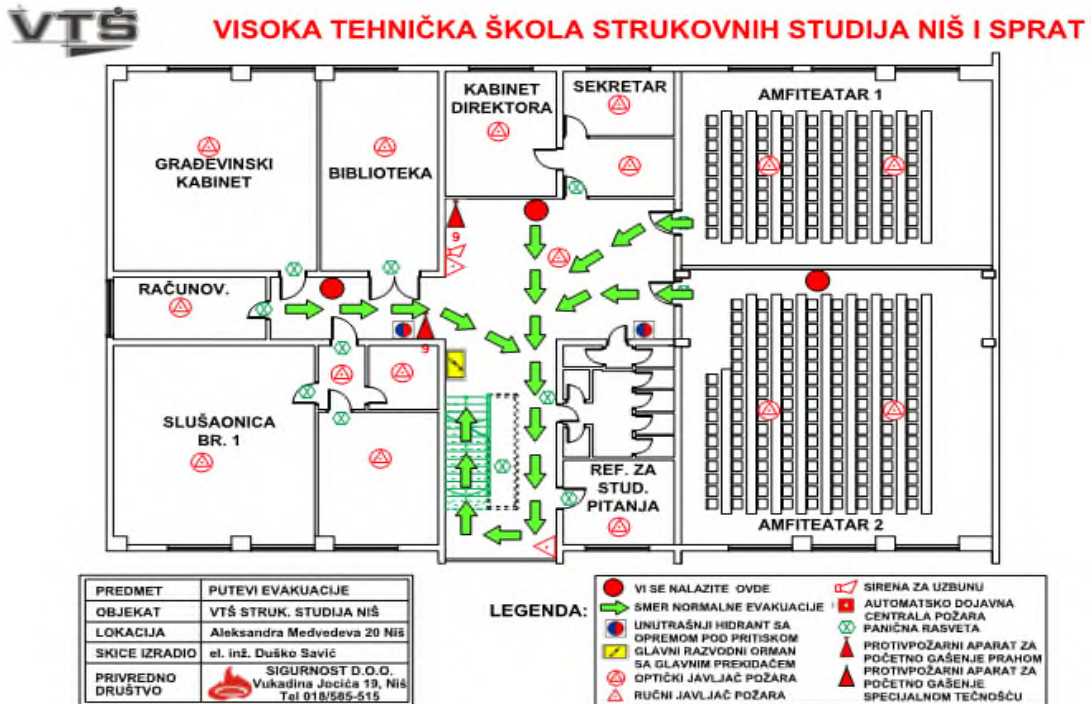 VTŠ
VISOKA TEHNIČKA ŠKOLA STRUKOVNIH STUDIJA NIŠ I SPRAT
KABINET
DIREKTORA
SEKRETAR
AMFITEATAR 1
GRAĐEVINSKI
KABINET
BIBLIOTEKA
9
RAČUNOV.
9
SLUŠAONICA
BR. 1
REF. ZA
STUD.
PITANJA
AMFITEATAR 2
PREDMET PUTEVI EVAKUACIJE
OBJEKAT VTŠ STRUK. STUDIJA NIŠ
LOKACIJA Aleksandra Medvedeva 20 Niš
SKICE IZRADIO el. inž. Duško Savić
PRIVREDNO
DRUŠTVO
SIGURNOST D.O.O.
Vukadina Jocića 19, Niš
Tel 018/585-515
LEGENDA:
VI SE NALAZITE OVDE
SMER NORMALNE EVAKUACIJE
UNUTRAŠNJI HIDRANT SA
OPREMOM POD PRITISKOM
GLAVNI RAZVODNI ORMAN
SA GLAVNIM PREKIDAČEM
OPTIČKI JAVLJAČ POŽARA
RUČNI JAVLJAČ POŽARA
SIRENA ZA UZBUNU
AUTOMATSKO DOJAVNA
CENTRALA POŽARA
PANIČNA RASVETA
PROTIVPOŽARNI APARAT ZA
POČETNO GAŠENJE PRAHOM
PROTIVPOŽARNI APARAT ZA
POČETNO GAŠENJE
SPECIJALNOM TEČNOŠĆU